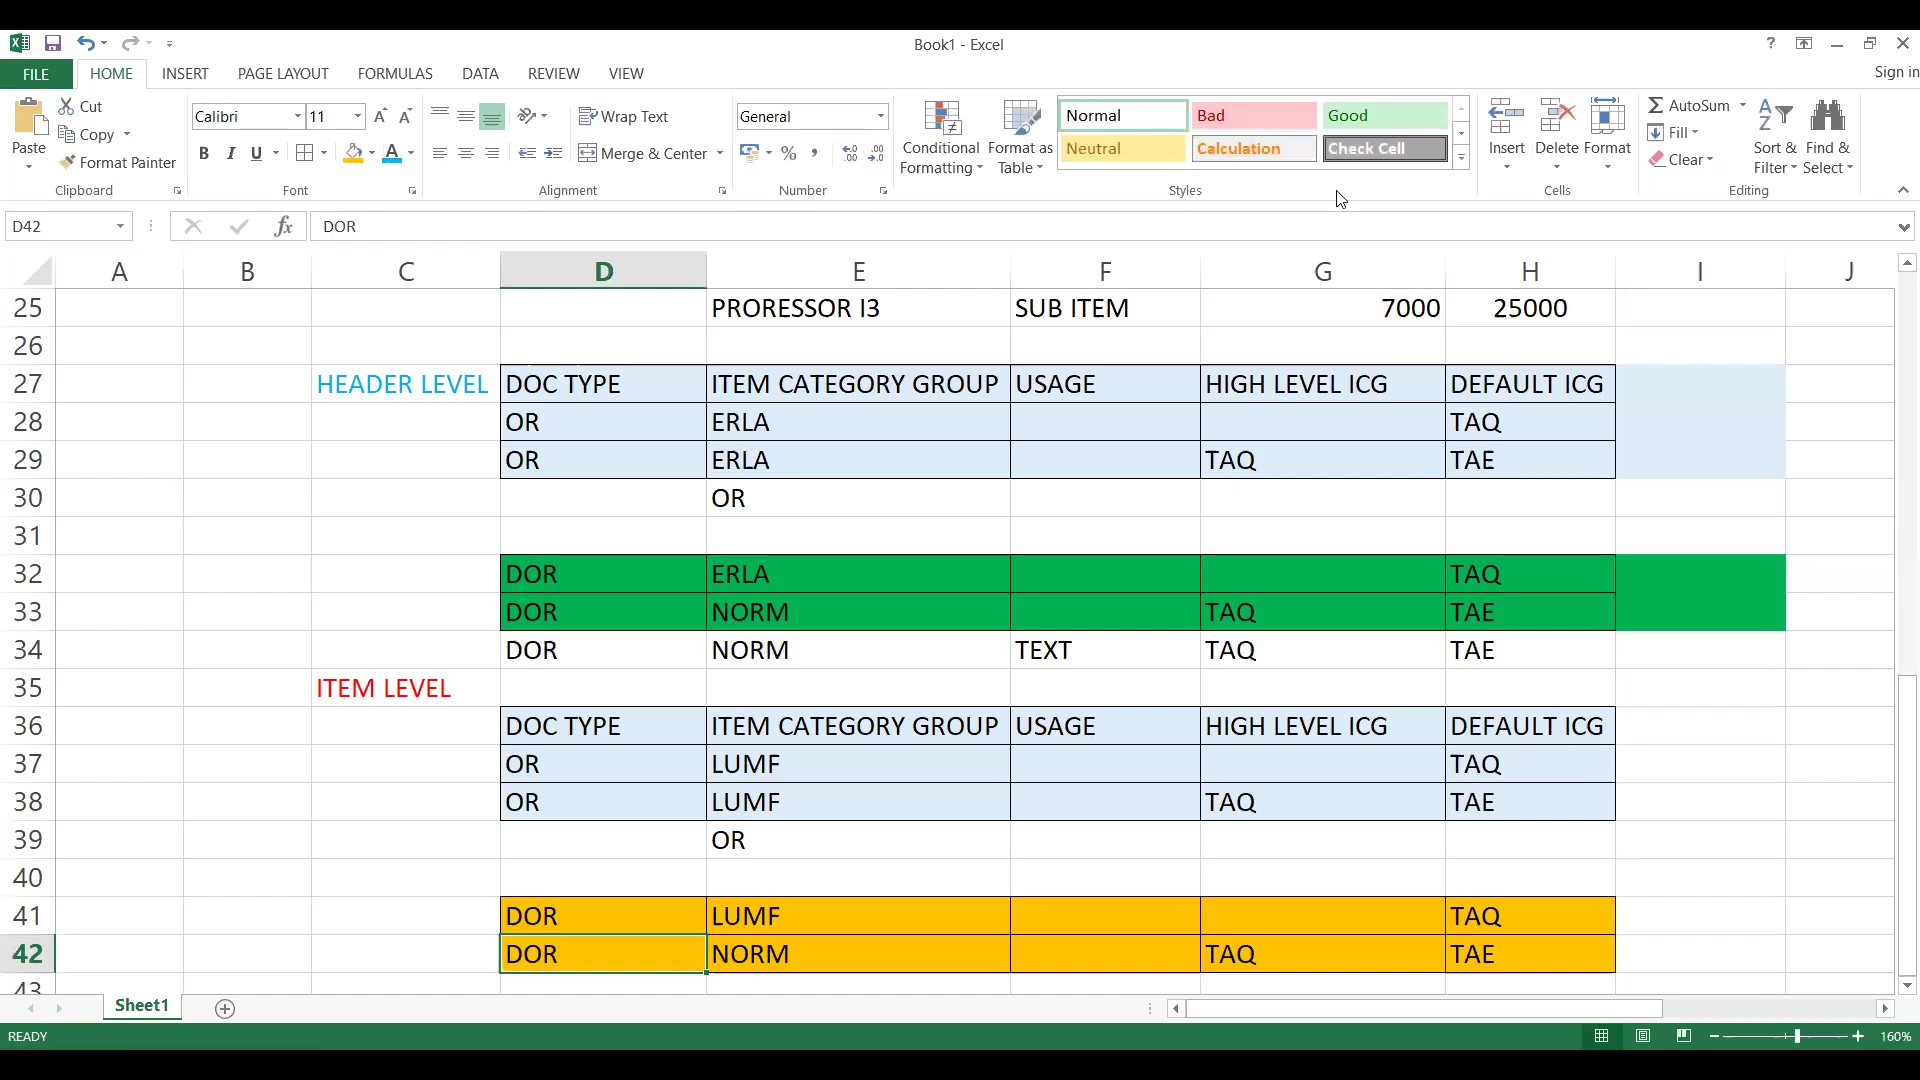 Book1 - Excel
?
Sign in
FILE HOME INSERT PAGE LAYOUT FORMULAS DATA REVIEW VIEW
Paste
Cut
Copy
Format Painter
Clipboard
Calibri 11
B I U
Font
Wrap Text
Merge & Center
Alignment
General
%
Number
Conditional Formatting
Format as Table
Normal Bad Good
Neutral Calculation Check Cell
Styles
Insert Delete Format
Cells
AutoSum
Fill
Clear
Sort & Filter
Find & Select
Editing
D42 fx DOR
A B C D E F G H I J
25 PRORESSOR I3 SUB ITEM 7000 25000
26
27 HEADER LEVEL DOC TYPE ITEM CATEGORY GROUP USAGE HIGH LEVEL ICG DEFAULT ICG
28 OR ERLA TAQ
29 OR ERLA TAQ TAE
30 OR
31
32 DOR ERLA TAQ
33 DOR NORM TAQ TAE
34 DOR NORM TEXT TAQ TAE
35 ITEM LEVEL
36 DOC TYPE ITEM CATEGORY GROUP USAGE HIGH LEVEL ICG DEFAULT ICG
37 OR LUMF TAQ
38 OR LUMF TAQ TAE
39 OR
40
41 DOR LUMF TAQ
42 DOR NORM TAQ TAE
43
Sheet1
READY
160%